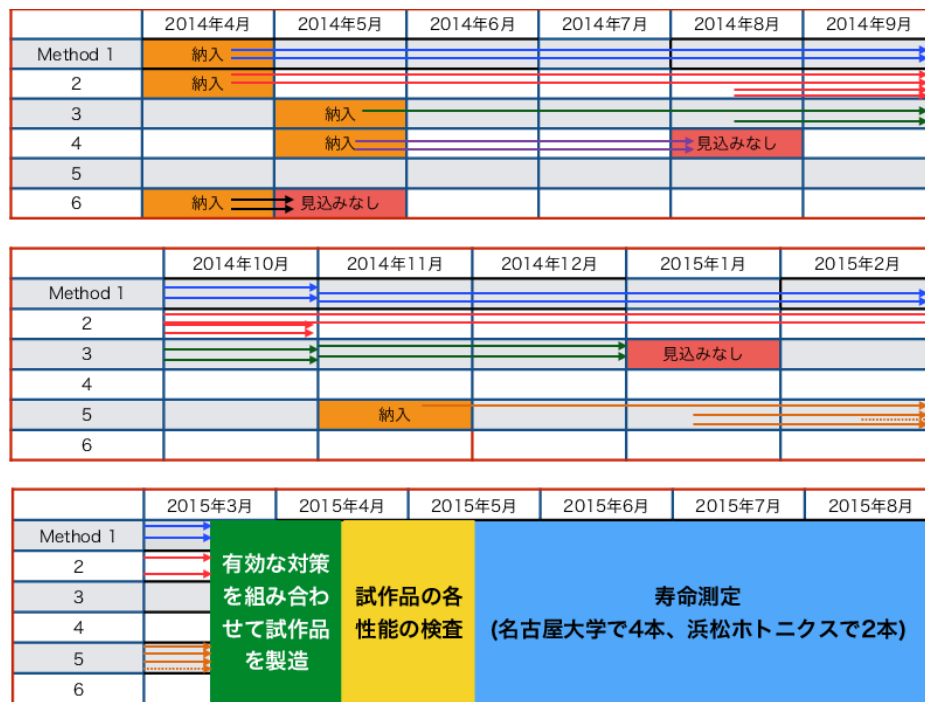 2014年4月 2014年5月 2014年6月 2014年7月 2014年8月 2014年9月
Method 1 納入
2 納入
3 納入
4 納入 見込みなし
5
6 納入 見込みなし
2014年10月 2014年11月 2014年12月 2015年1月 2015年2月
Method 1
2
3 見込みなし
4
5 納入
6
2015年3月 2015年4月 2015年5月 2015年6月 2015年7月 2015年8月
Method 1
2
3
4
5
6
有効な対策
を組み合わ
せて試作品
を製造
試作品の各
性能の検査
寿命測定
(名古屋大学で4本、浜松ホトニクスで2本)